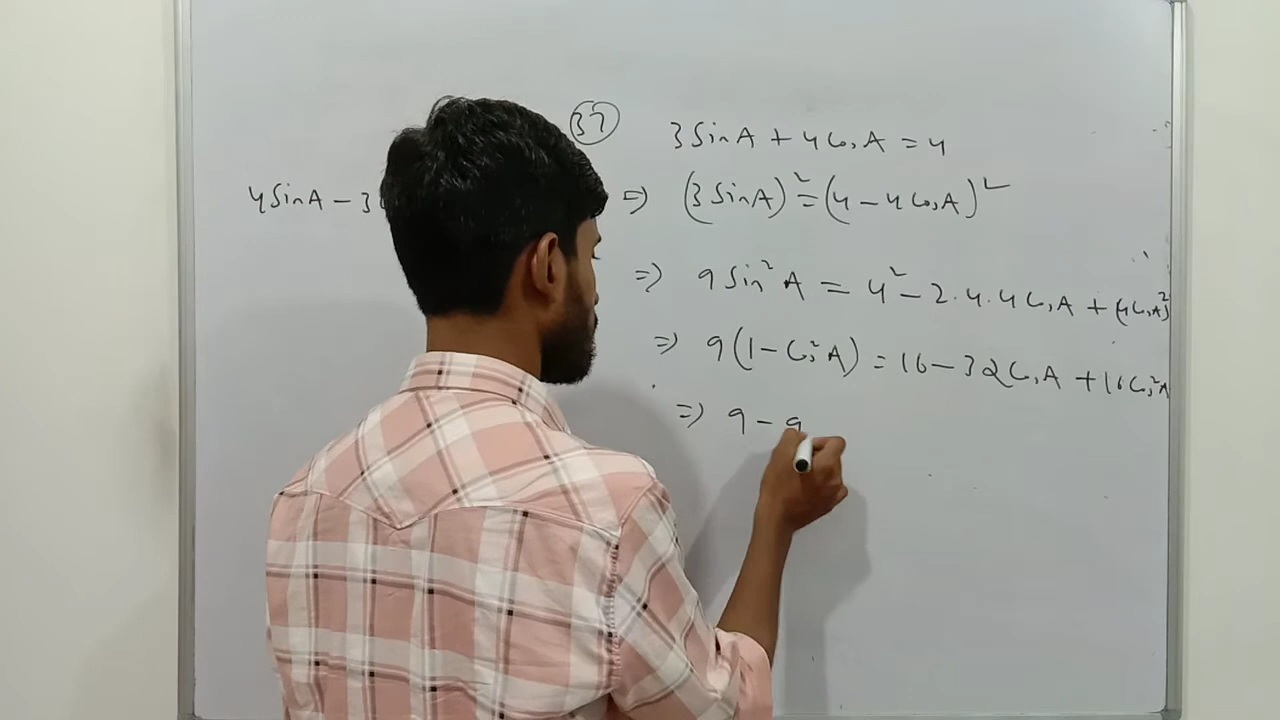 37
3 Sin A + 4 Cos A = 4
4 Sin A - 3
⇒ (3 Sin A)² = (4 - 4 Cos A)²
⇒ 9 Sin² A = 4² - 2.4.4 Cos A + (4 Cos A)²
⇒ 9(1 - Cos² A) = 16 - 32 Cos A + 16 Cos² A
⇒ 9 - 9